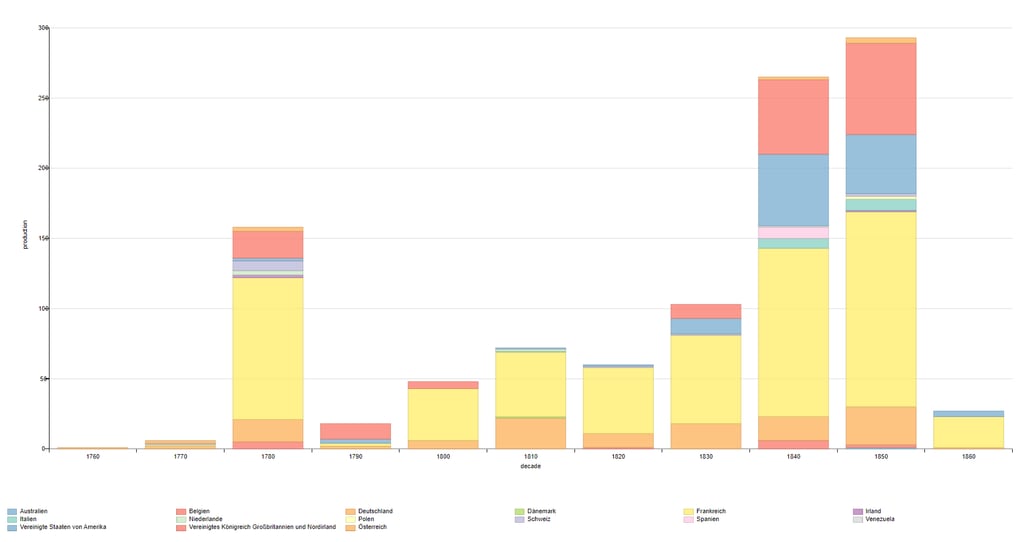 300
250
200
150
100
50
0
production
1760 1770 1780 1790 1800 1810 1820 1830 1840 1850 1860
decade
Australien Belgien Deutschland Dänemark Frankreich Irland
Italien Niederlande Polen Schweiz Spanien Venezuela
Vereinigte Staaten von Amerika Vereinigtes Königreich Großbritannien und Nordirland Österreich